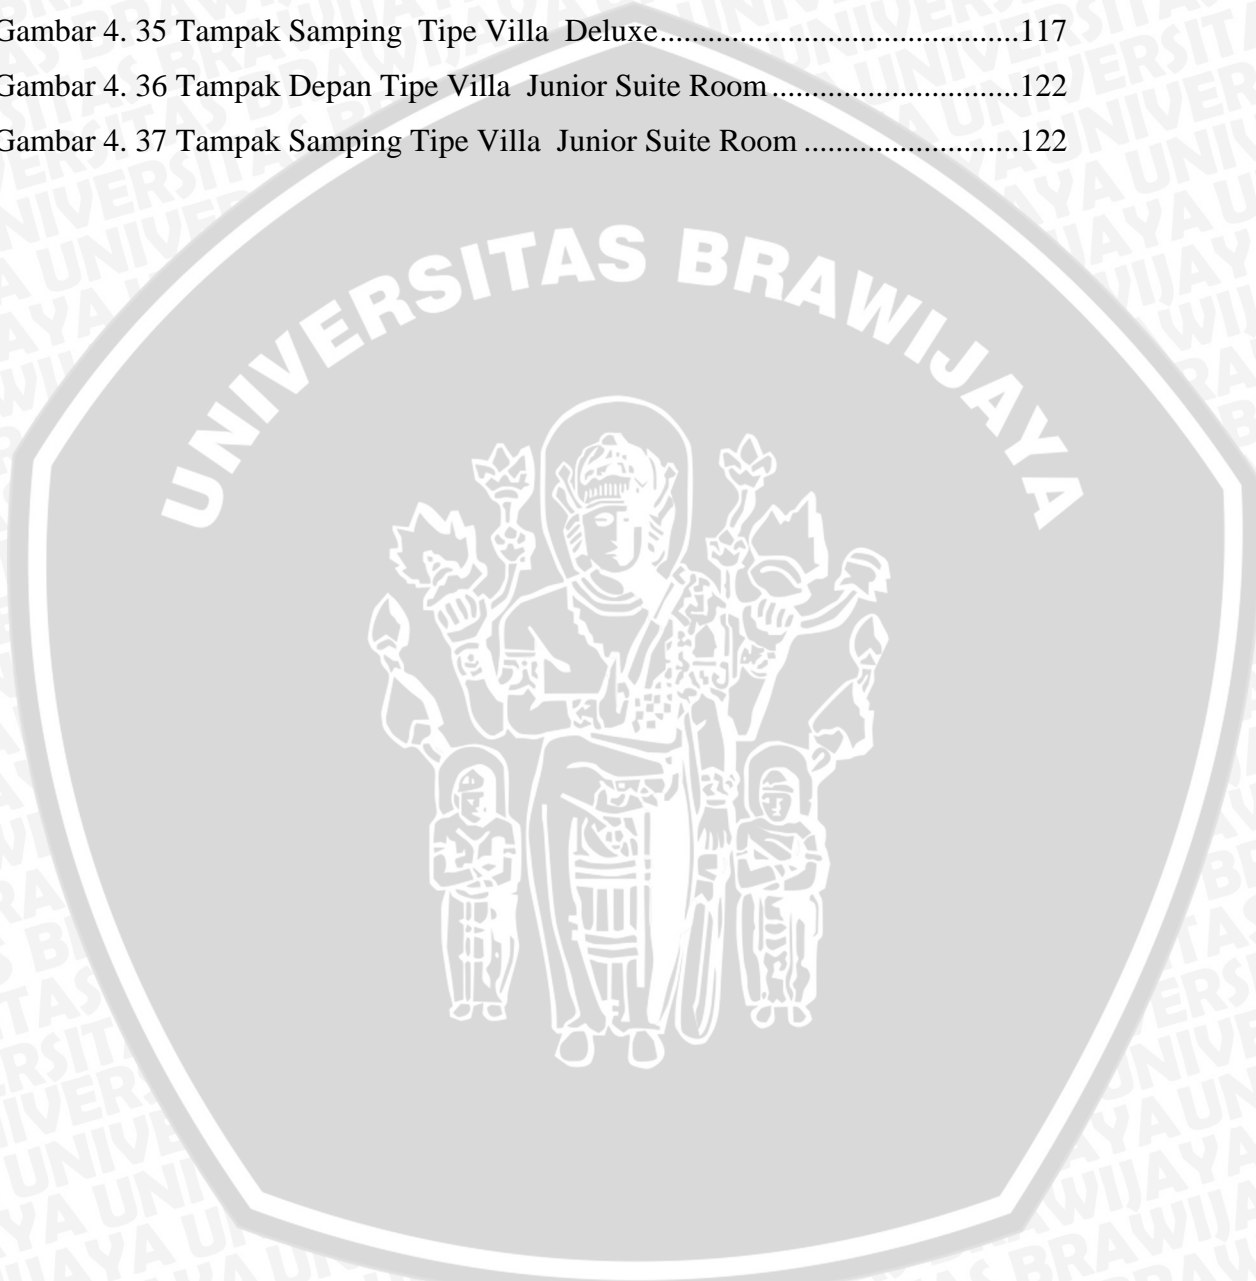 Gambar 4. 35 Tampak Samping Tipe Villa Deluxe.......................................117
Gambar 4. 36 Tampak Depan Tipe Villa Junior Suite Room...........................122
Gambar 4. 37 Tampak Samping Tipe Villa Junior Suite Room........................122
UNIVERSITAS BRAWIJAYA